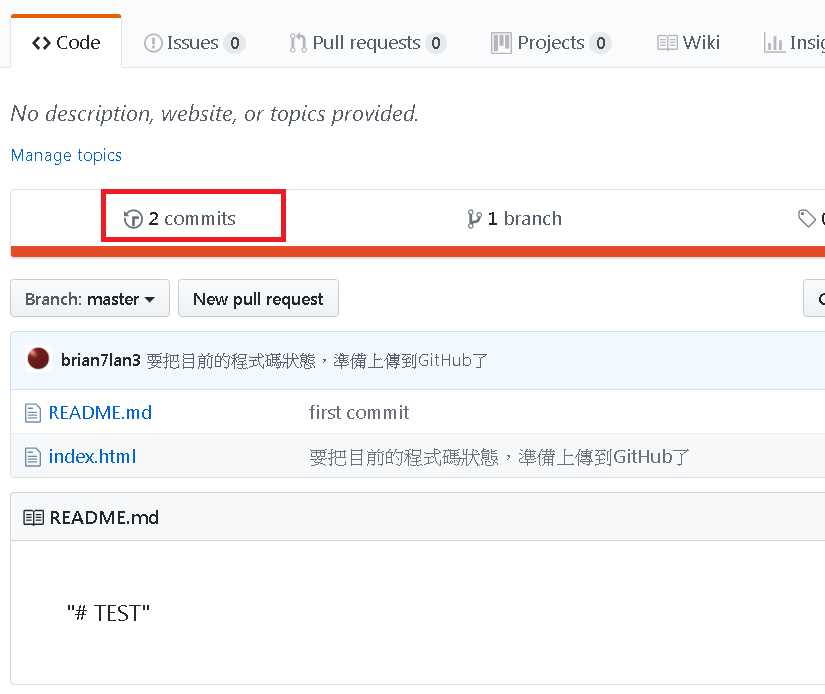 Code Issues 0 Pull requests 0 Projects 0 Wiki
No description, website, or topics provided.
Manage topics
2 commits 1 branch
Branch: master New pull request
brian7lan3 要把目前的程式碼狀態，準備上傳到GitHub了
README.md first commit
index.html 要把目前的程式碼狀態，準備上傳到GitHub了
README.md
"# TEST"